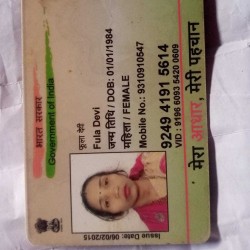 भारत सरकार
Government of India
फूला देवी
Fula Devi
जन्म तिथि / DOB: 01/01/1984
महिला / FEMALE
Mobile No.: 9310910547
9249 4191 5614
VID : 9196 6093 5420 0609
मेरा आधार, मेरी पहचान
Issue Date: 06/02/2015